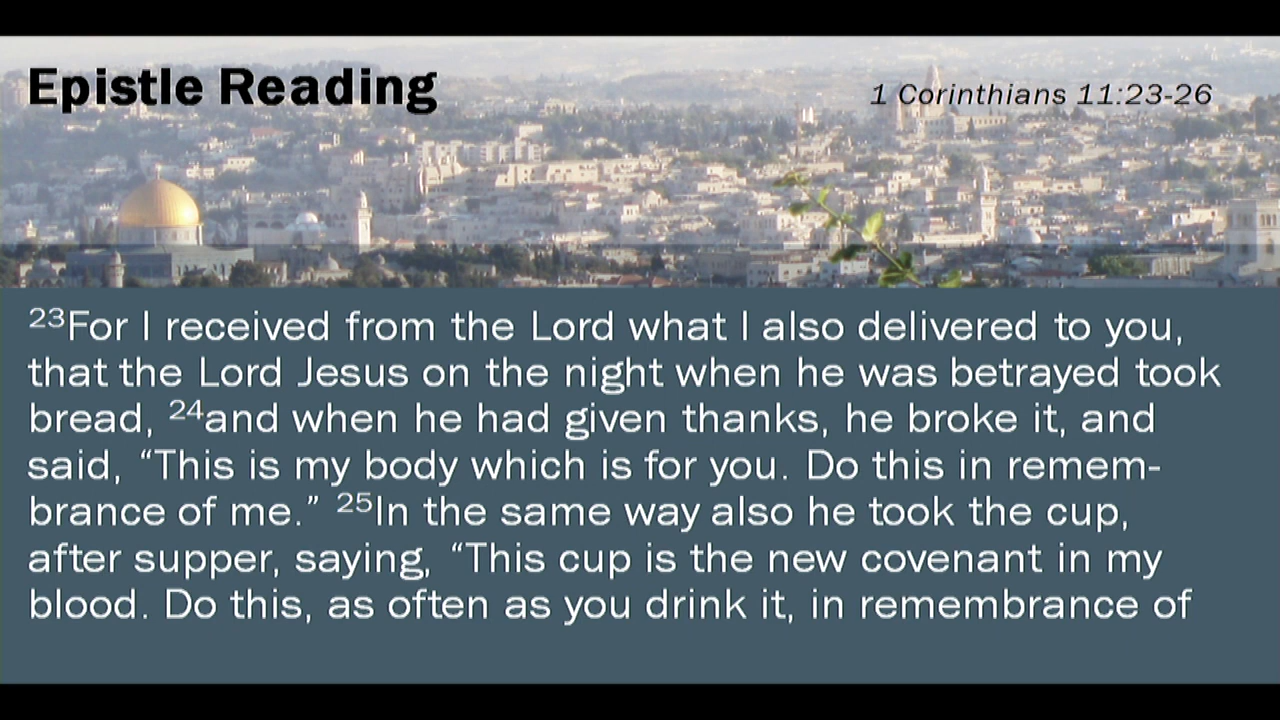 Epistle Reading
1 Corinthians 11:23-26
23For I received from the Lord what I also delivered to you,
that the Lord Jesus on the night when he was betrayed took
bread, 24and when he had given thanks, he broke it, and
said, “This is my body which is for you. Do this in remem-
brance of me.” 25In the same way also he took the cup,
after supper, saying, “This cup is the new covenant in my
blood. Do this, as often as you drink it, in remembrance of